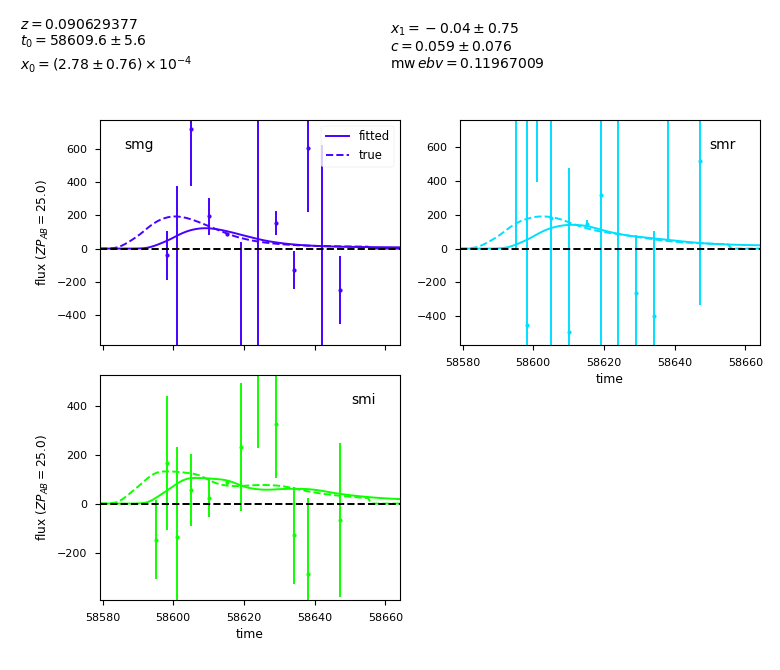 z = 0.090629377
t₀ = 58609.6 ± 5.6
x₀ = (2.78 ± 0.76) × 10⁻⁴
x₁ = −0.04 ± 0.75
c = 0.059 ± 0.076
mw ebv = 0.11967009
smg
fitted
true
600
400
200
0
−200
−400
flux (ZP_AB = 25.0)
smr
600
400
200
0
−200
−400
58580 58600 58620 58640 58660
time
smi
400
200
0
−200
flux (ZP_AB = 25.0)
58580 58600 58620 58640 58660
time